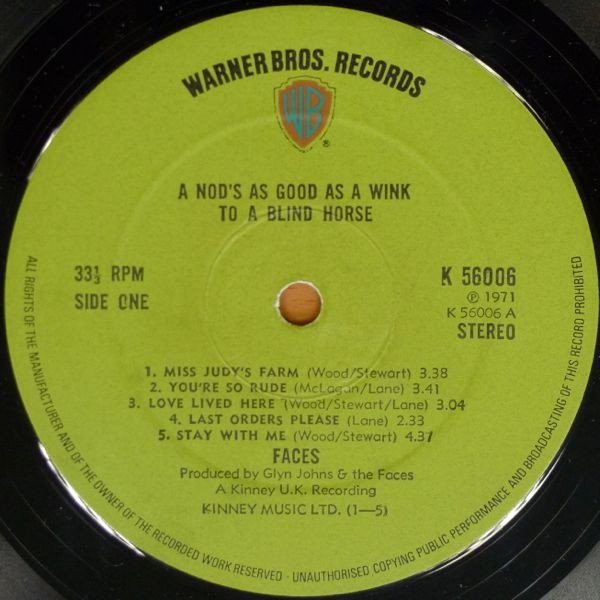 WARNER BROS. RECORDS
WB
®
A NOD'S AS GOOD AS A WINK
TO A BLIND HORSE
33⅓ RPM
SIDE ONE
K 56006
℗ 1971
K 56006 A
STEREO
1. MISS JUDY'S FARM (Wood/Stewart) 3.38
2. YOU'RE SO RUDE (McLagan/Lane) 3.41
3. LOVE LIVED HERE (Wood/Stewart/Lane) 3.04
4. LAST ORDERS PLEASE (Lane) 2.33
5. STAY WITH ME (Wood/Stewart) 4.37
FACES
Produced by Glyn Johns & the Faces
A Kinney U.K. Recording
KINNEY MUSIC LTD. (1—5)
ALL RIGHTS OF THE MANUFACTURER AND OF THE OWNER OF THE RECORDED WORK RESERVED · UNAUTHORISED COPYING PUBLIC PERFORMANCE AND BROADCASTING OF THIS RECORD PROHIBITED